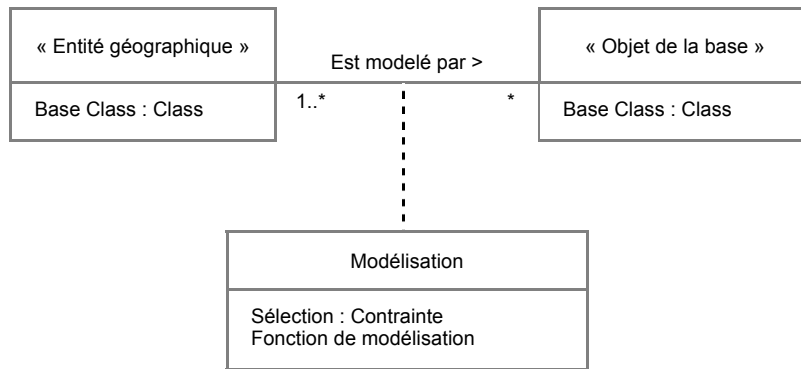 « Entité géographique »
Est modelé par >
« Objet de la base »
Base Class : Class
1..*
*
Base Class : Class
Modélisation
Sélection : Contrainte
Fonction de modélisation